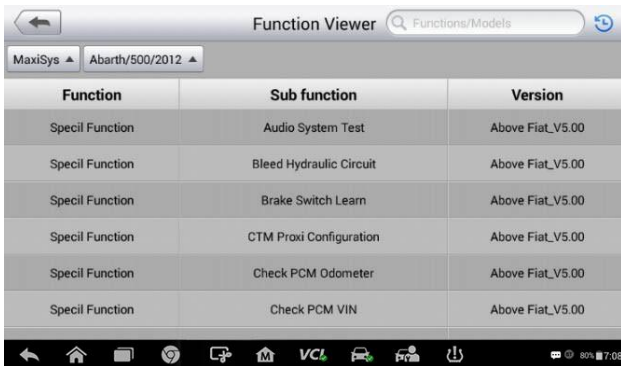 Function Viewer Functions/Models
MaxiSys ▲ Abarth/500/2012 ▲
Function Sub function Version
Specil Function Audio System Test Above Fiat_V5.00
Specil Function Bleed Hydraulic Circuit Above Fiat_V5.00
Specil Function Brake Switch Learn Above Fiat_V5.00
Specil Function CTM Proxi Configuration Above Fiat_V5.00
Specil Function Check PCM Odometer Above Fiat_V5.00
Specil Function Check PCM VIN Above Fiat_V5.00
M VCI 80% 7:08